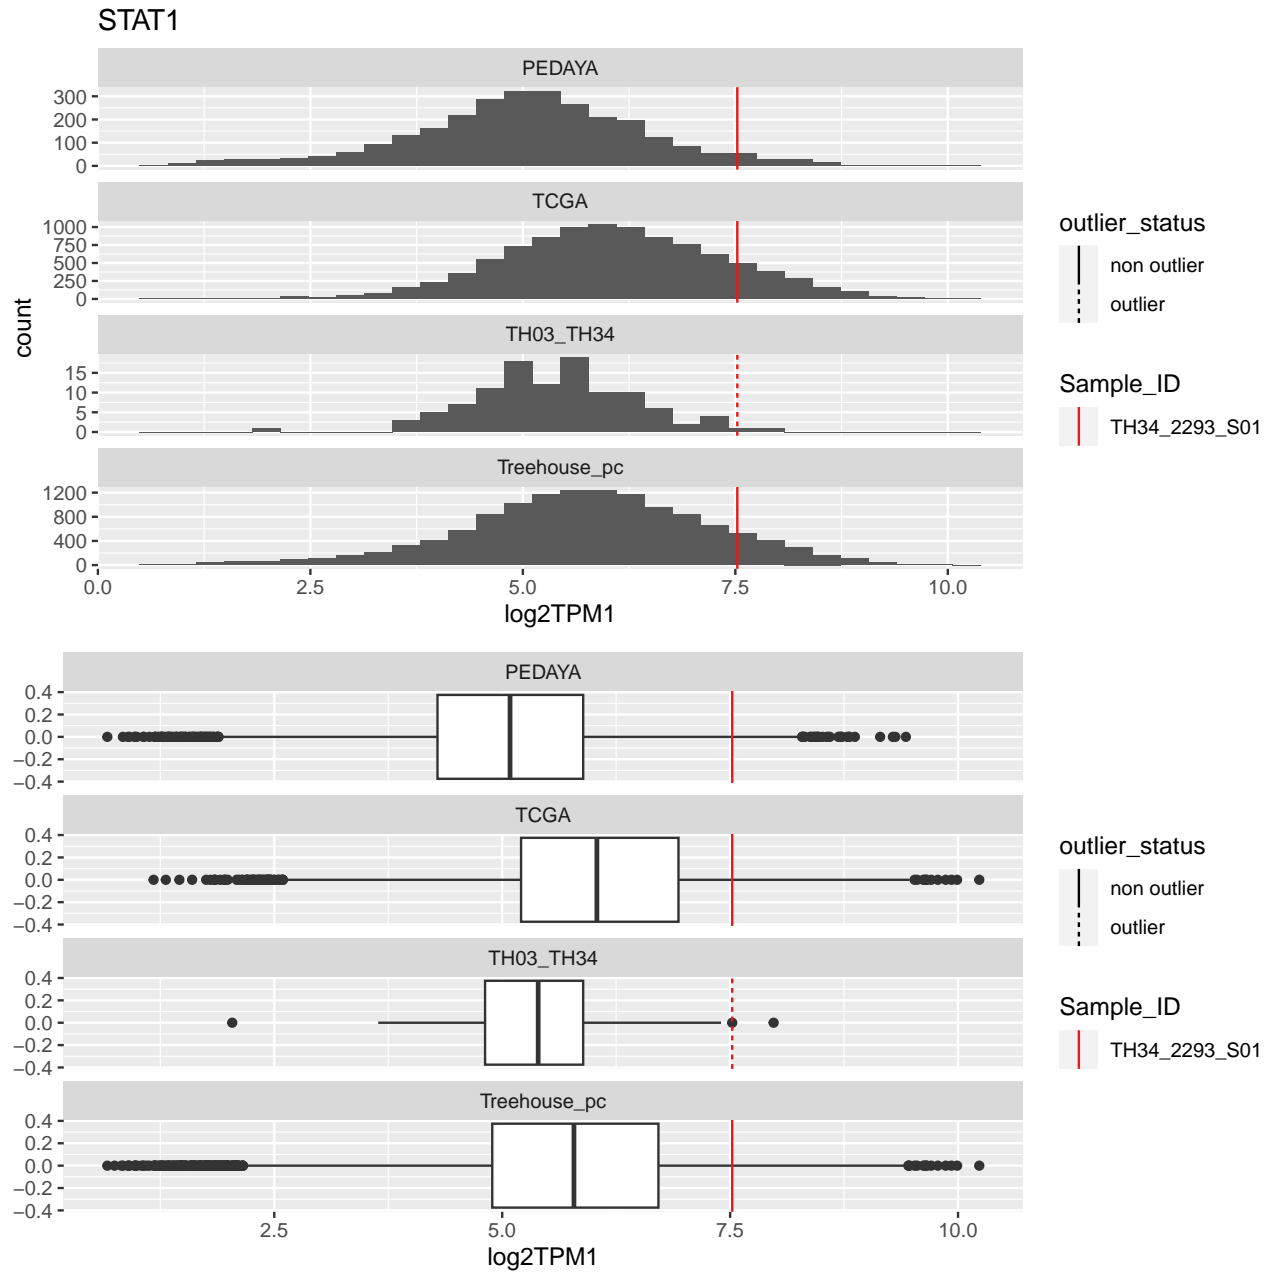 STAT1
PEDAYA
300
200
100
0
TCGA
1000
750
500
250
0
TH03_TH34
15
10
5
0
Treehouse_pc
1200
800
400
0
0.0 2.5 5.0 7.5 10.0
log2TPM1
count
outlier_status
non outlier
outlier
Sample_ID
TH34_2293_S01
PEDAYA
0.4
0.2
0.0
−0.2
−0.4
TCGA
0.4
0.2
0.0
−0.2
−0.4
TH03_TH34
0.4
0.2
0.0
−0.2
−0.4
Treehouse_pc
0.4
0.2
0.0
−0.2
−0.4
2.5 5.0 7.5 10.0
log2TPM1
outlier_status
non outlier
outlier
Sample_ID
TH34_2293_S01